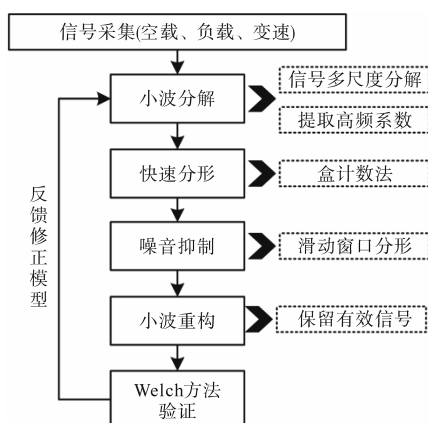 信号采集(空载、负载、变速)
小波分解
信号多尺度分解
提取高频系数
快速分形
盒计数法
噪音抑制
滑动窗口分形
小波重构
保留有效信号
Welch方法
验证
反馈修正模型